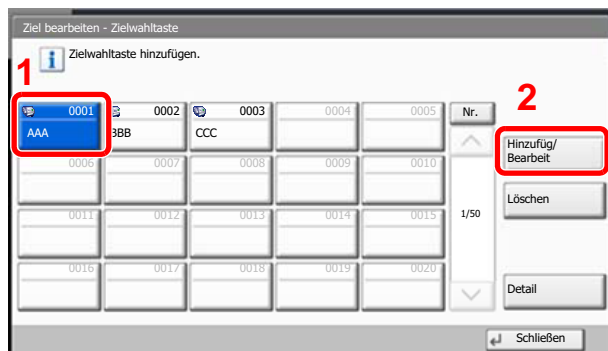 Ziel bearbeiten - Zielwahltaste
Zielwahltaste hinzufügen.
1
2
0001 0002 0003 0004 0005 Nr.
AAA BBB CCC
Hinzufüg/
Bearbeit
0006 0007 0008 0009 0010
Löschen
0011 0012 0013 0014 0015 1/50
0016 0017 0018 0019 0020
Detail
Schließen